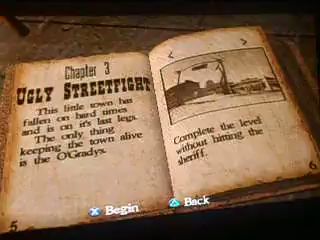 Chapter 3
UGLY STREETFIGHT
This little town has
fallen on hard times
and is on it's last legs.
The only thing
keeping the town alive
is the O'Gradys.
Complete the level
without hitting the
sheriff.
5
6
Begin
Back